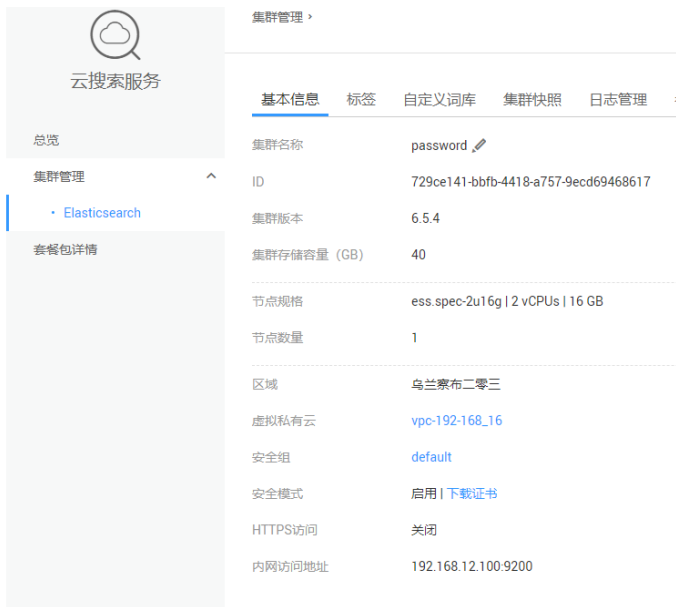 云搜索服务
总览
集群管理
• Elasticsearch
套餐包详情
集群管理 ›
基本信息 标签 自定义词库 集群快照 日志管理
集群名称 password
ID 729ce141-bbfb-4418-a757-9ecd69468617
集群版本 6.5.4
集群存储容量（GB） 40
节点规格 ess.spec-2u16g | 2 vCPUs | 16 GB
节点数量 1
区域 乌兰察布二零三
虚拟私有云 vpc-192-168_16
安全组 default
安全模式 启用 | 下载证书
HTTPS访问 关闭
内网访问地址 192.168.12.100:9200